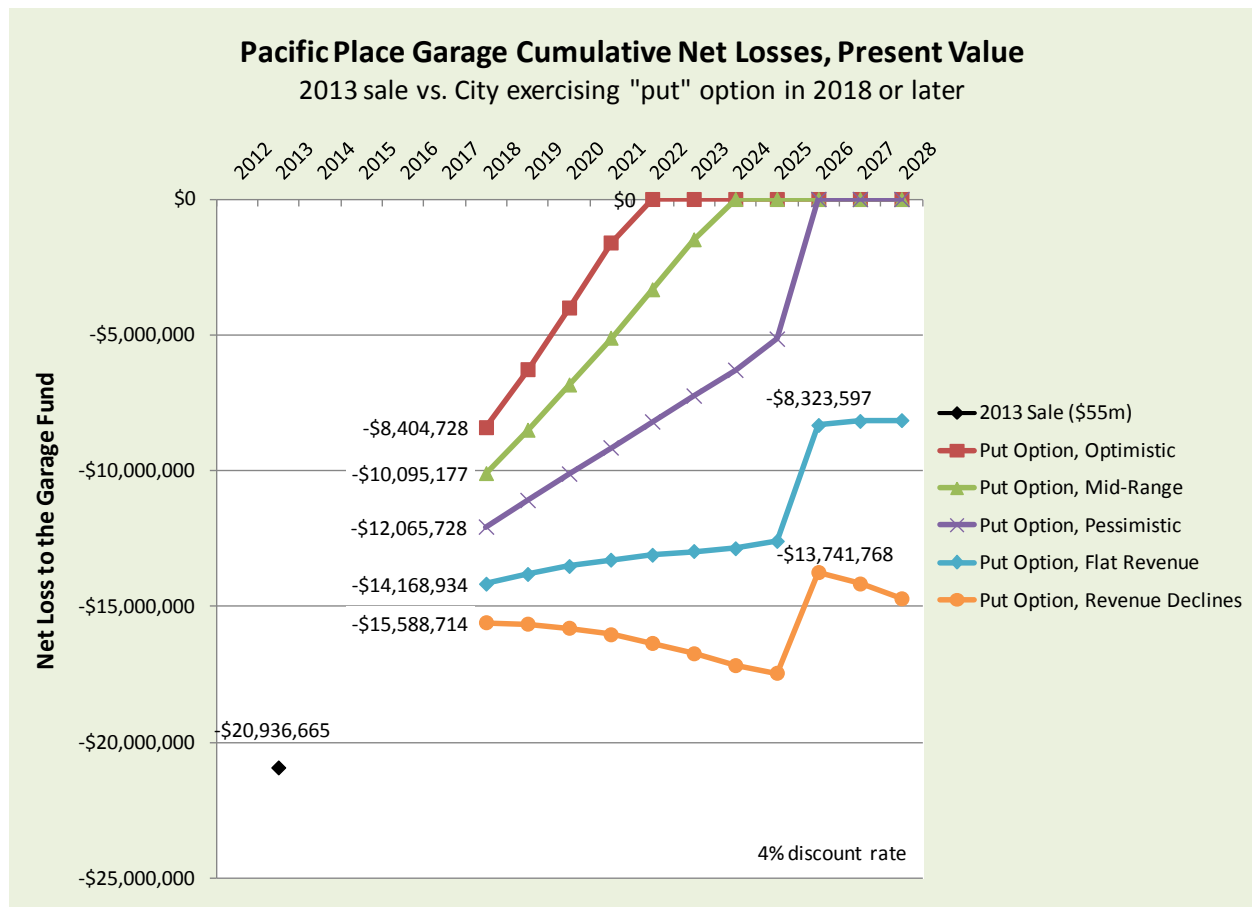 Pacific Place Garage Cumulative Net Losses, Present Value
2013 sale vs. City exercising "put" option in 2018 or later
2012 2013 2014 2015 2016 2017 2018 2019 2020 2021 2022 2023 2024 2025 2026 2027 2028
$0
$0
-$5,000,000
-$8,323,597
-$8,404,728
-$10,000,000
-$10,095,177
-$12,065,728
-$13,741,768
-$14,168,934
-$15,000,000
-$15,588,714
-$20,936,665
-$20,000,000
-$25,000,000
4% discount rate
Net Loss to the Garage Fund
2013 Sale ($55m)
Put Option, Optimistic
Put Option, Mid-Range
Put Option, Pessimistic
Put Option, Flat Revenue
Put Option, Revenue Declines